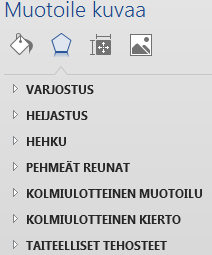 Muotoile kuvaa
VARJOSTUS
HEIJASTUS
HEHKU
PEHMEÄT REUNAT
KOLMIULOTTEINEN MUOTOILU
KOLMIULOTTEINEN KIERTO
TAITEELLISET TEHOSTEET